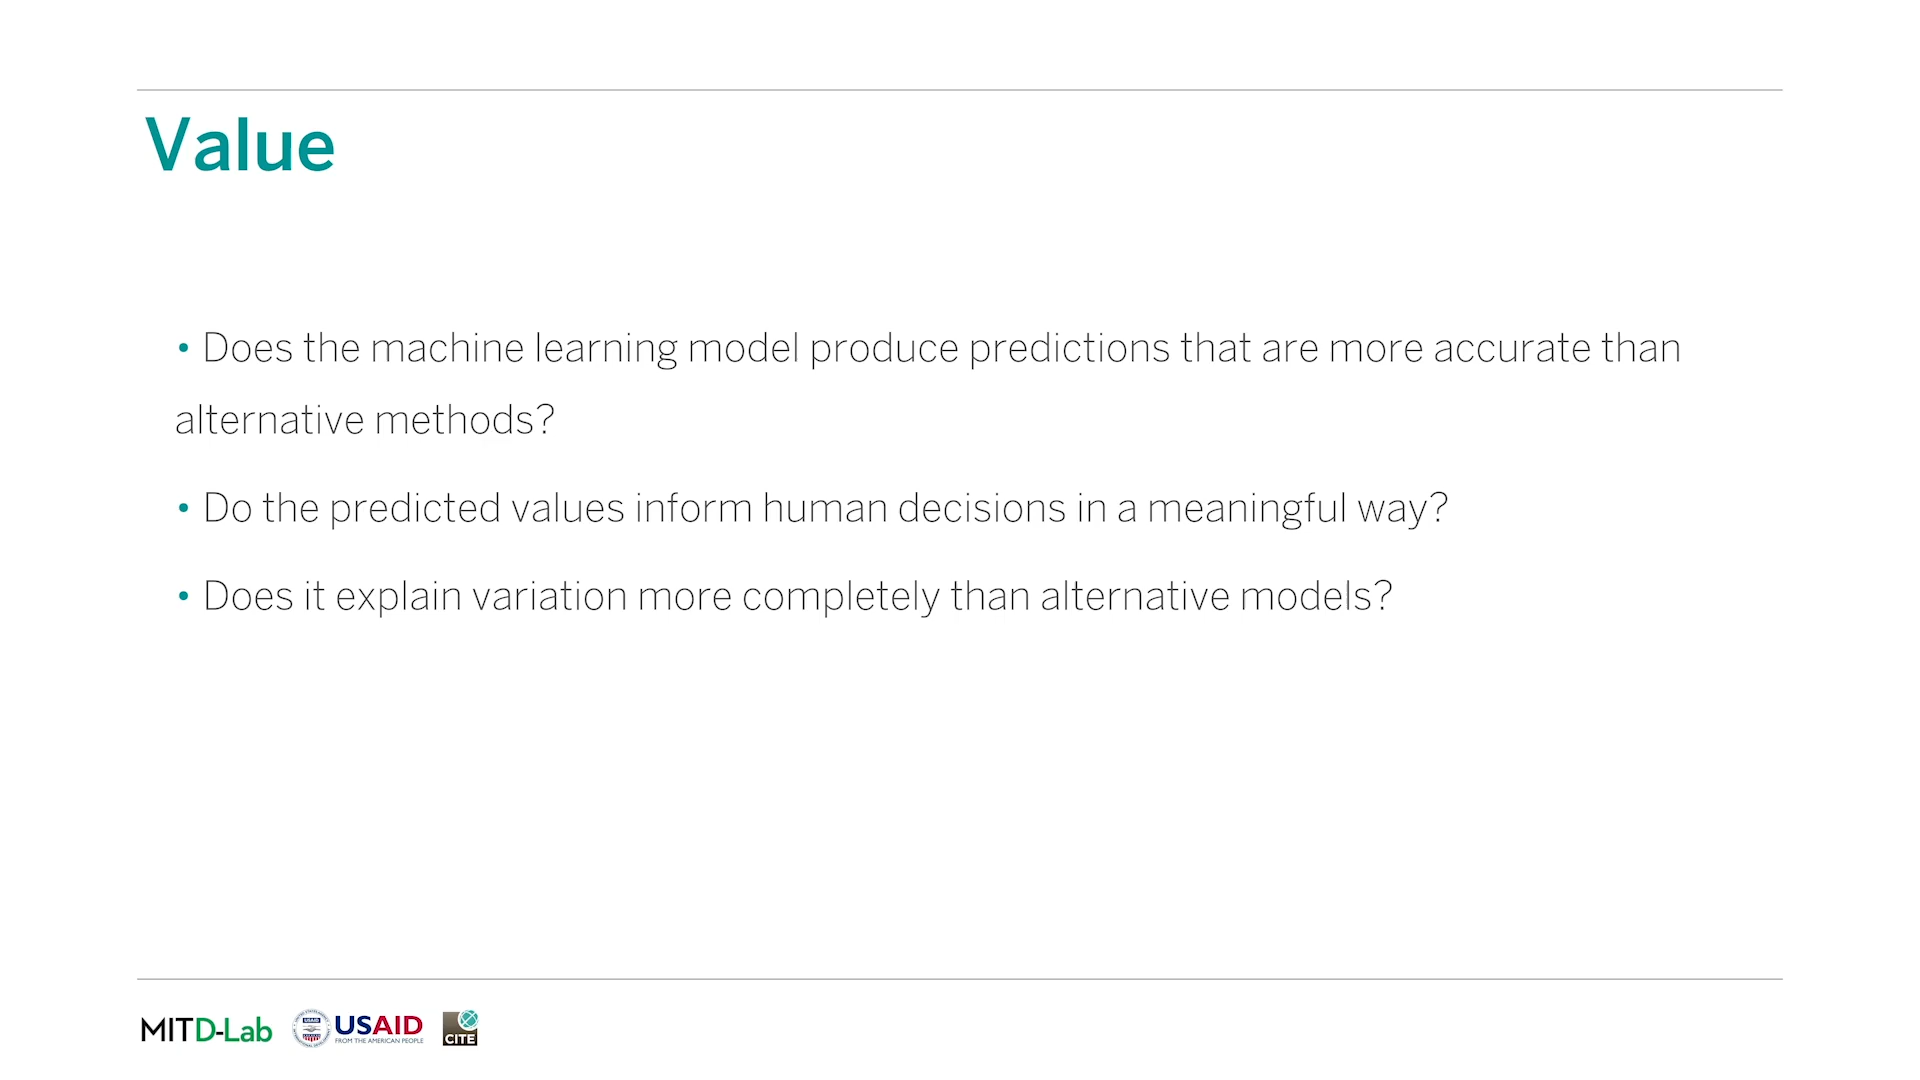 Value
• Does the machine learning model produce predictions that are more accurate than
alternative methods?
• Do the predicted values inform human decisions in a meaningful way?
• Does it explain variation more completely than alternative models?
MITD-Lab
USAID
FROM THE AMERICAN PEOPLE
CITE